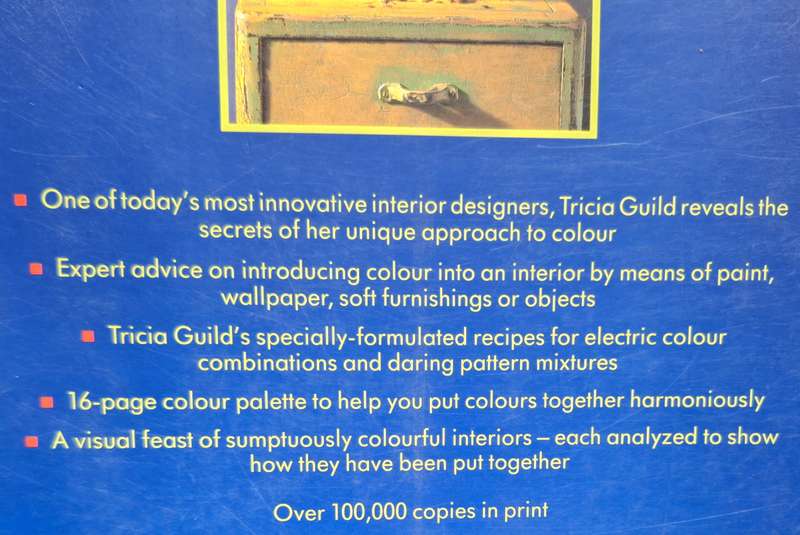 One of today's most innovative interior designers, Tricia Guild reveals the
secrets of her unique approach to colour
Expert advice on introducing colour into an interior by means of paint,
wallpaper, soft furnishings or objects
Tricia Guild's specially-formulated recipes for electric colour
combinations and daring pattern mixtures
16-page colour palette to help you put colours together harmoniously
A visual feast of sumptuously colourful interiors – each analyzed to show
how they have been put together
Over 100,000 copies in print